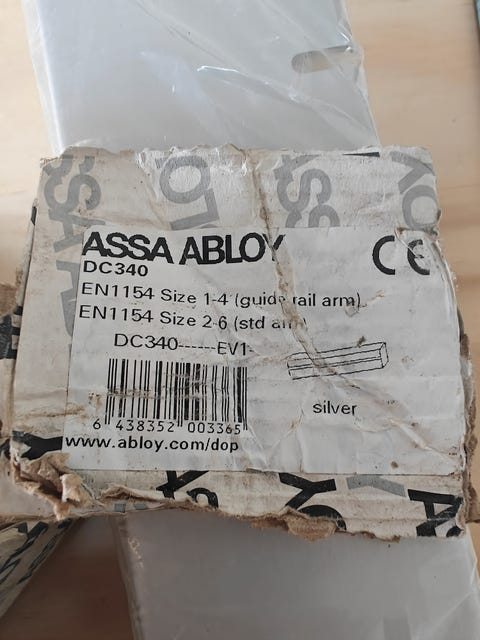 ASSA ABLOY
DC340
EN1154 Size 1-4 (guide rail arm)
EN1154 Size 2-6 (std arm)
DC340------EV1-
silver
6 438352 003365
www.abloy.com/dop